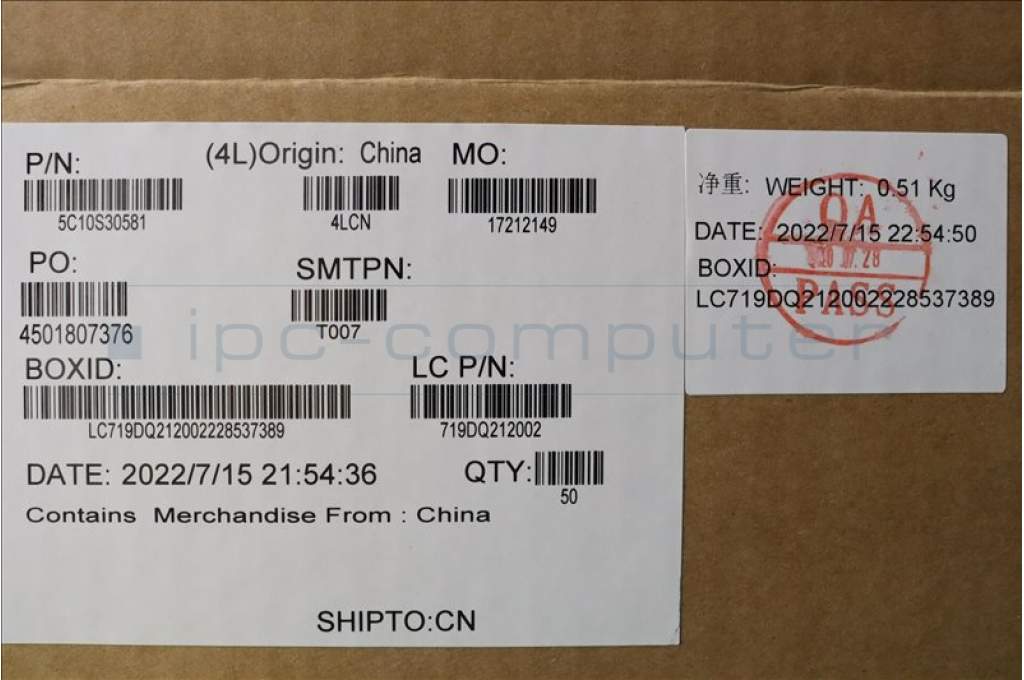 P/N: (4L)Origin: China MO:
5C10S30581 4LCN 17212149
PO: SMTPN:
4501807376 T007
BOXID: LC P/N:
LC719DQ212002228537389 719DQ212002
DATE: 2022/7/15 21:54:36 QTY:
50
Contains Merchandise From : China
SHIPTO:CN
净重: WEIGHT: 0.51 Kg
DATE: 2022/7/15 22:54:50
BOXID:
LC719DQ212002228537389
QA
PASS
ipc-computer